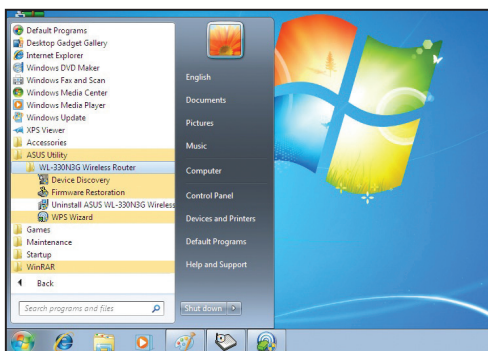 Default Programs
Desktop Gadget Gallery
Internet Explorer
Windows DVD Maker
Windows Fax and Scan
Windows Media Center
Windows Media Player
Windows Update
XPS Viewer
Accessories
ASUS Utility
WL-330N3G Wireless Router
Device Discovery
Firmware Restoration
Uninstall ASUS WL-330N3G Wireless
WPS Wizard
Games
Maintenance
Startup
WinRAR
Back
Search programs and files
English
Documents
Pictures
Music
Computer
Control Panel
Devices and Printers
Default Programs
Help and Support
Shut down